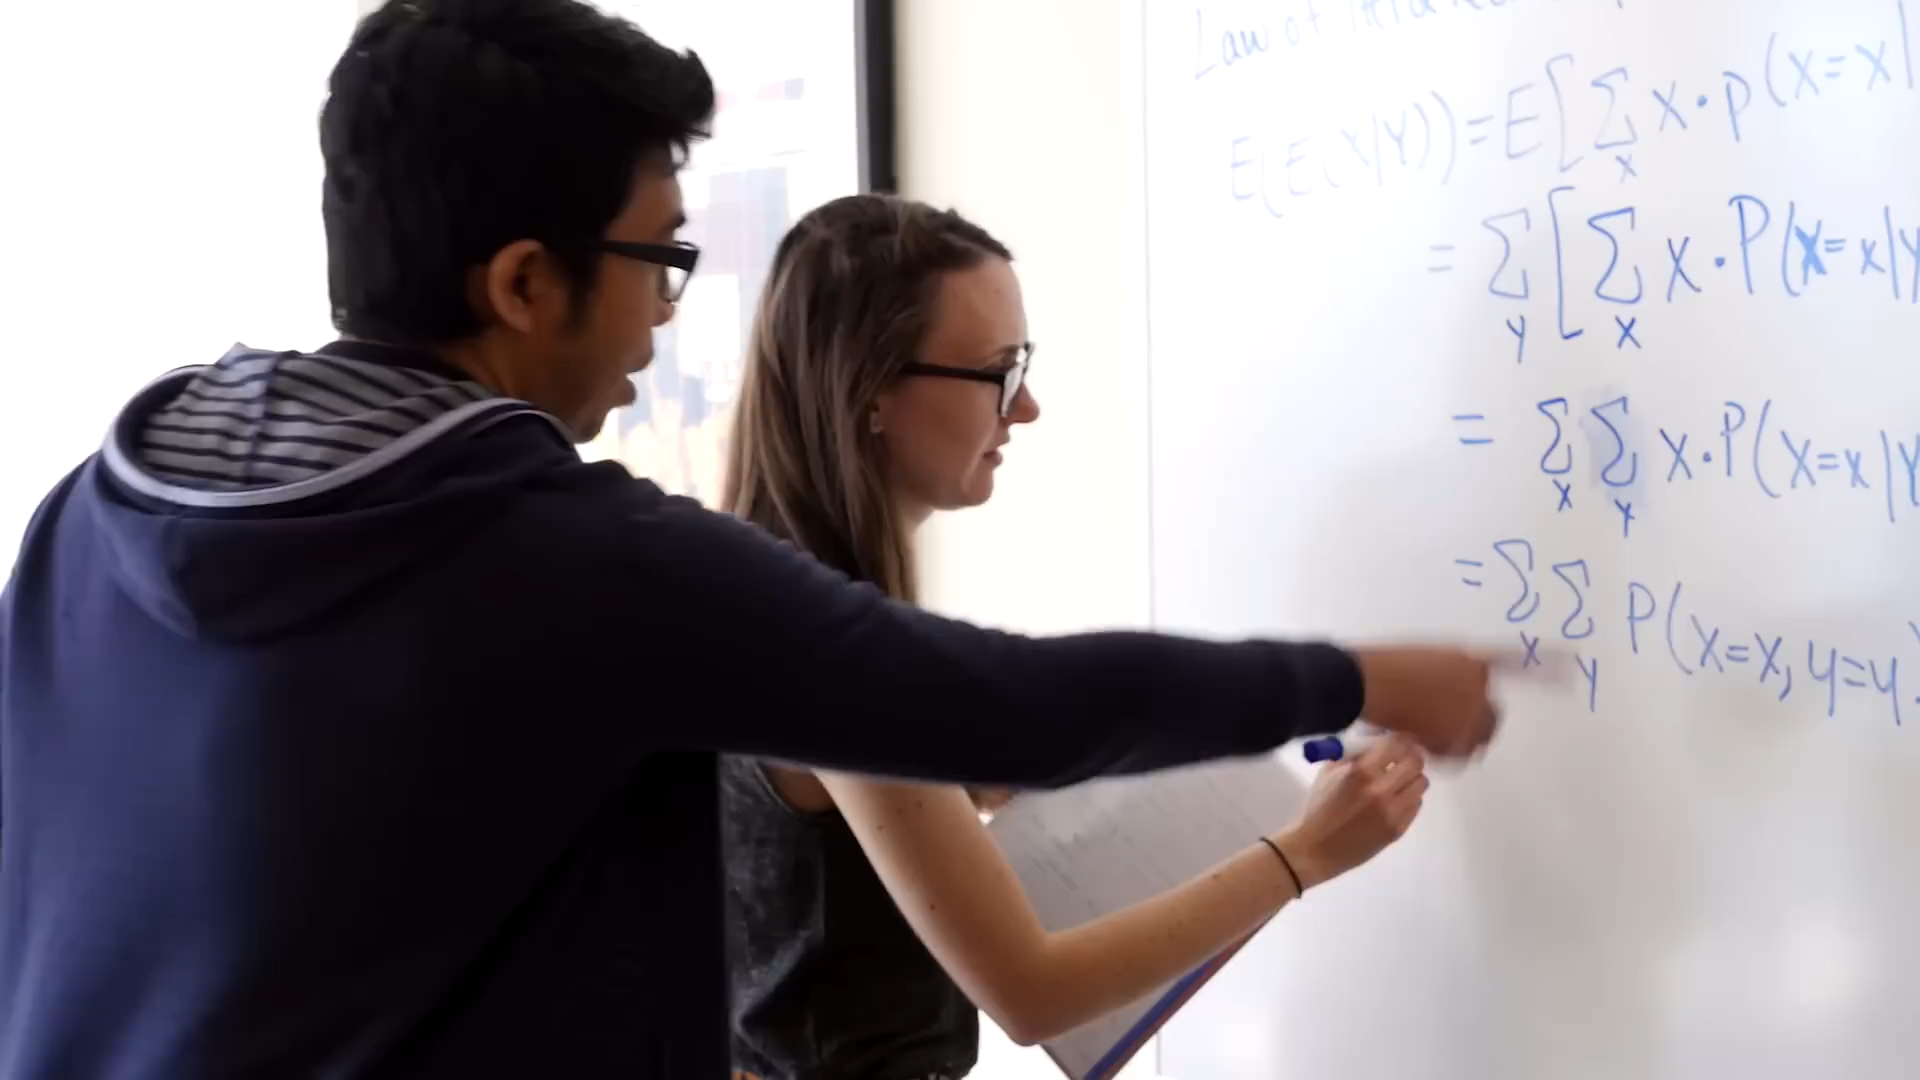 Law of
E(E(X|Y))=E[∑x X·P(X=x|
=∑y[∑x X·P(X=x|Y
=∑x∑y X·P(X=x|Y
=∑x∑y P(X=x,y=y.